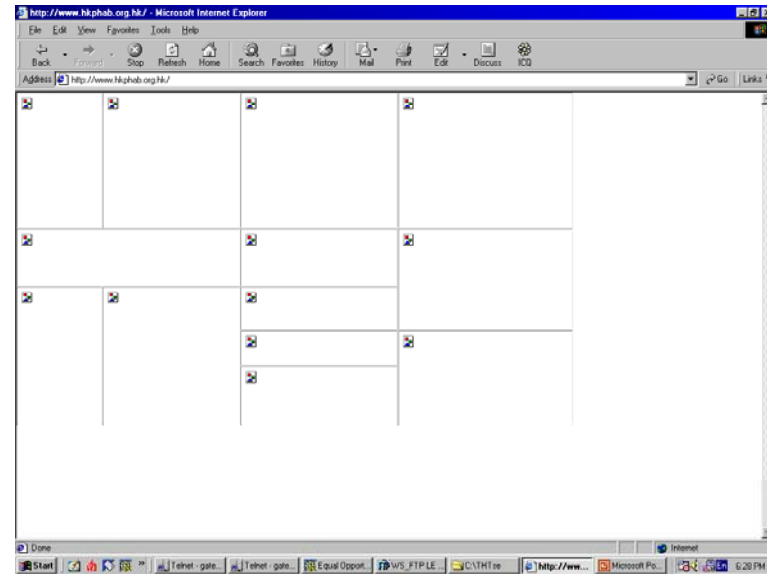 http://www.hkphab.org.hk/ - Microsoft Internet Explorer
File Edit View Favorites Tools Help
Back Forward Stop Refresh Home Search Favorites History Mail Print Edit Discuss ICQ
Address http://www.hkphab.org.hk/ Go Links
Done Internet
Start » Telnet - gate... Telnet - gate... Equal Opport... WS_FTP LE ... C:\THTse http://ww... Microsoft Po... En 6:28 PM